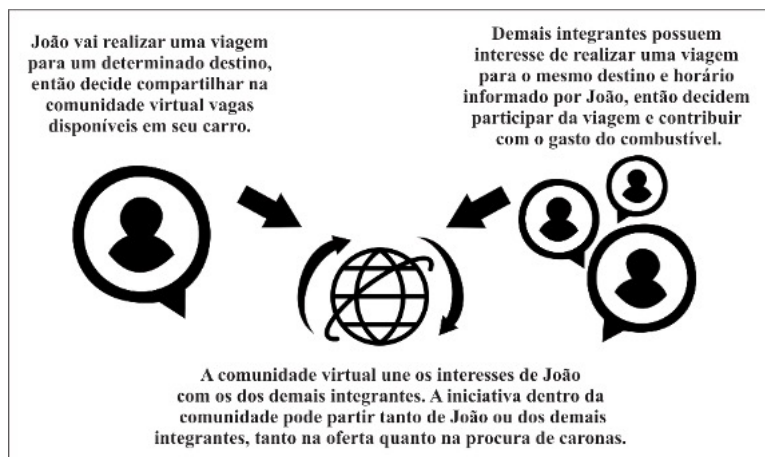 João vai realizar uma viagem
para um determinado destino,
então decide compartilhar na
comunidade virtual vagas
disponíveis em seu carro.
Demais integrantes possuem
interesse de realizar uma viagem
para o mesmo destino e horário
informado por João, então decidem
participar da viagem e contribuir
com o gasto do combustível.
A comunidade virtual une os interesses de João
com os dos demais integrantes. A iniciativa dentro da
comunidade pode partir tanto de João ou dos demais
integrantes, tanto na oferta quanto na procura de caronas.